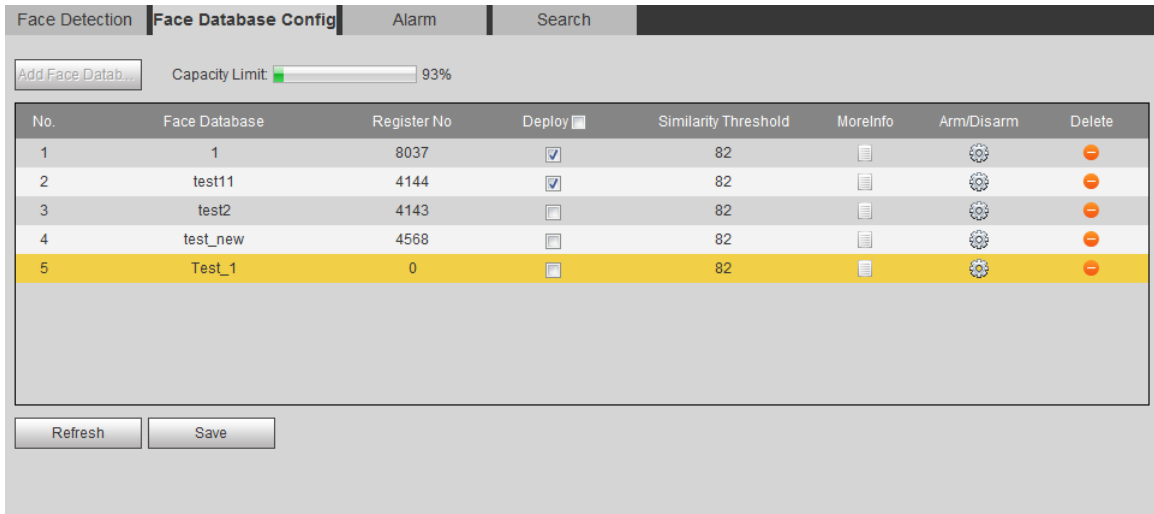 Face Detection Face Database Config Alarm Search
Add Face Datab... Capacity Limit: 93%
No. Face Database Register No Deploy Similarity Threshold MoreInfo Arm/Disarm Delete
1 1 8037 82
2 test11 4144 82
3 test2 4143 82
4 test_new 4568 82
5 Test_1 0 82
Refresh Save